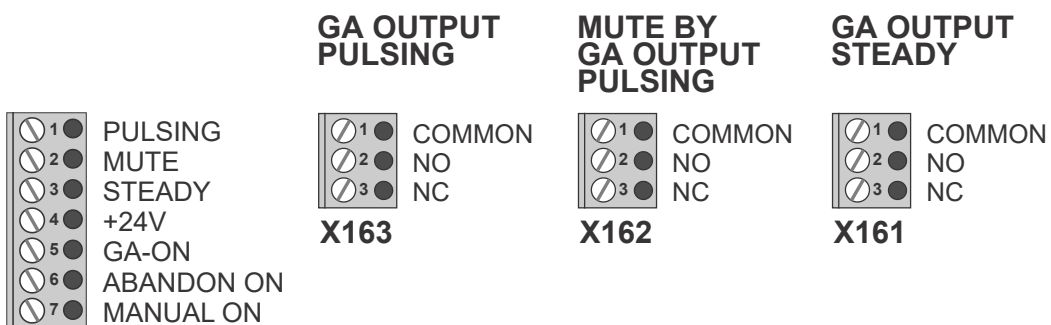 GA OUTPUT
PULSING
MUTE BY
GA OUTPUT
PULSING
GA OUTPUT
STEADY
1 PULSING
2 MUTE
3 STEADY
4 +24V
5 GA-ON
6 ABANDON ON
7 MANUAL ON
1 COMMON
2 NO
3 NC
X163
1 COMMON
2 NO
3 NC
X162
1 COMMON
2 NO
3 NC
X161